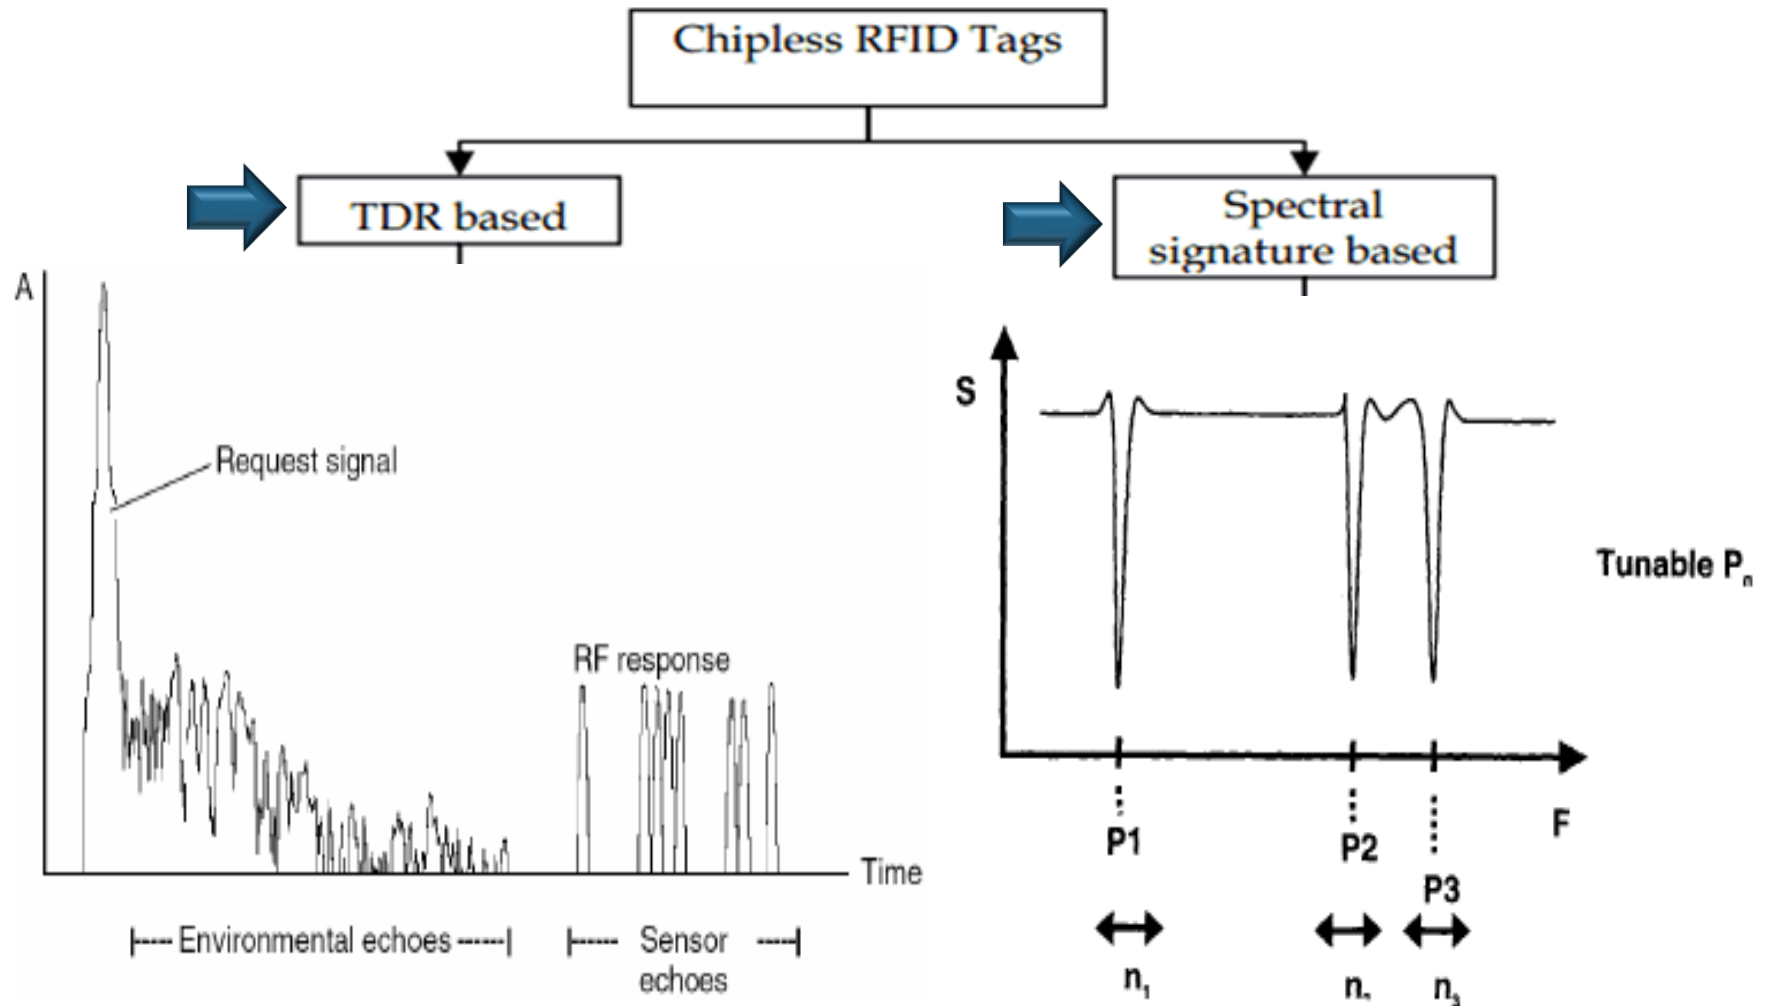 Chipless RFID Tags
TDR based
Spectral
signature based
A
Request signal
RF response
Time
Environmental echoes
Sensor
echoes
S
Tunable Pn
F
P1
P2
P3
n1
n
n3